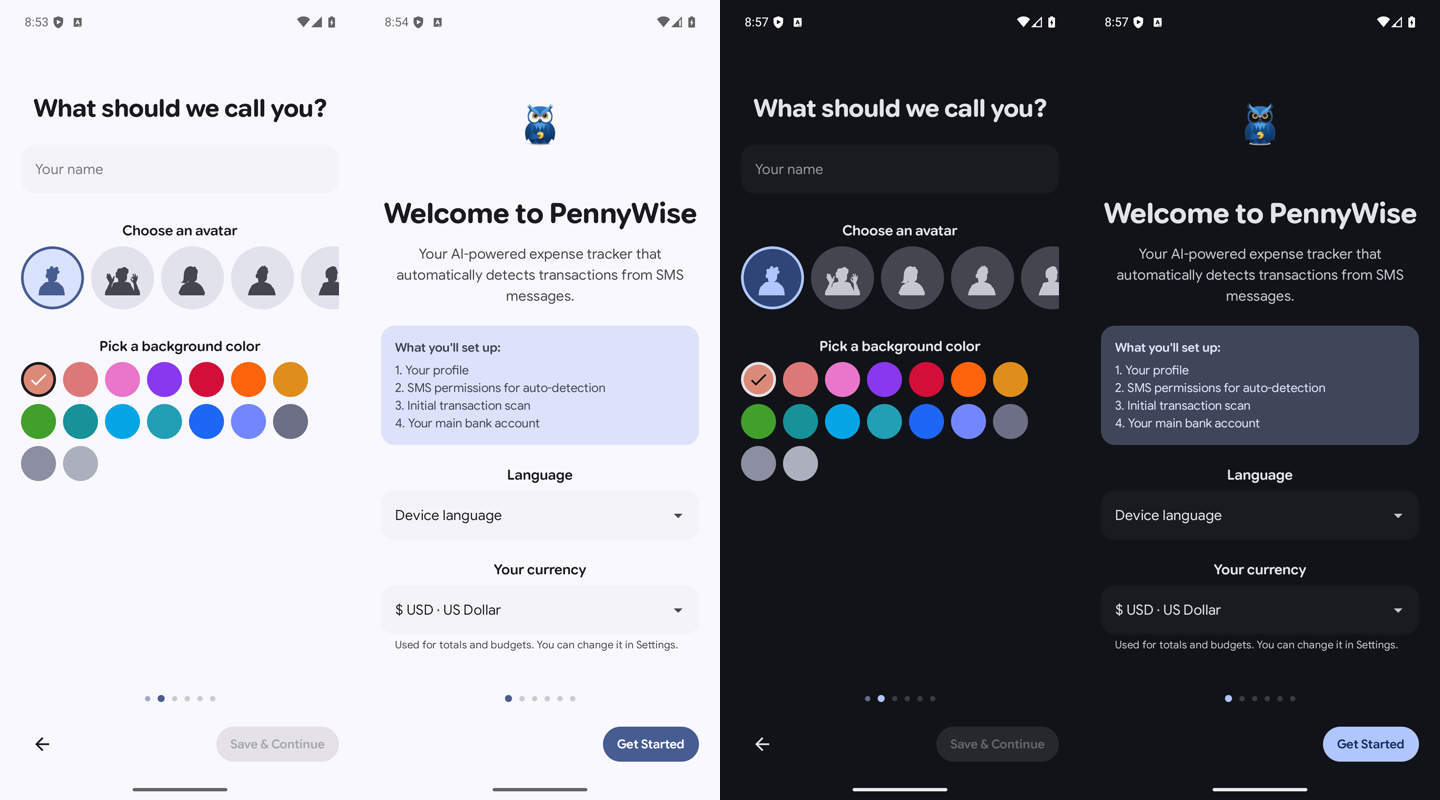 8:53
What should we call you?
Your name
Choose an avatar
Pick a background color
Save & Continue
8:54
Welcome to PennyWise
Your AI-powered expense tracker that
automatically detects transactions from SMS
messages.
What you'll set up:
1. Your profile
2. SMS permissions for auto-detection
3. Initial transaction scan
4. Your main bank account
Language
Device language
Your currency
$ USD · US Dollar
Used for totals and budgets. You can change it in Settings.
Get Started
8:57
What should we call you?
Your name
Choose an avatar
Pick a background color
Save & Continue
8:57
Welcome to PennyWise
Your AI-powered expense tracker that
automatically detects transactions from SMS
messages.
What you'll set up:
1. Your profile
2. SMS permissions for auto-detection
3. Initial transaction scan
4. Your main bank account
Language
Device language
Your currency
$ USD · US Dollar
Used for totals and budgets. You can change it in Settings.
Get Started